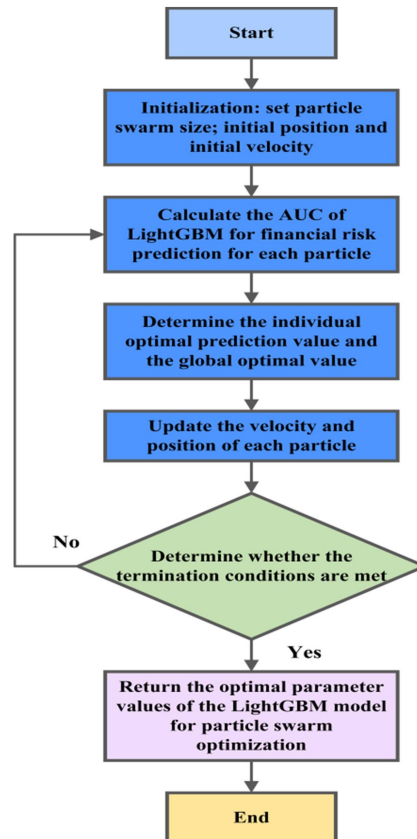 Start
Initialization: set particle
swarm size; initial position and
initial velocity
Calculate the AUC of
LightGBM for financial risk
prediction for each particle
Determine the individual
optimal prediction value and
the global optimal value
Update the velocity and
position of each particle
No
Determine whether the
termination conditions are met
Yes
Return the optimal parameter
values of the LightGBM model
for particle swarm
optimization
End